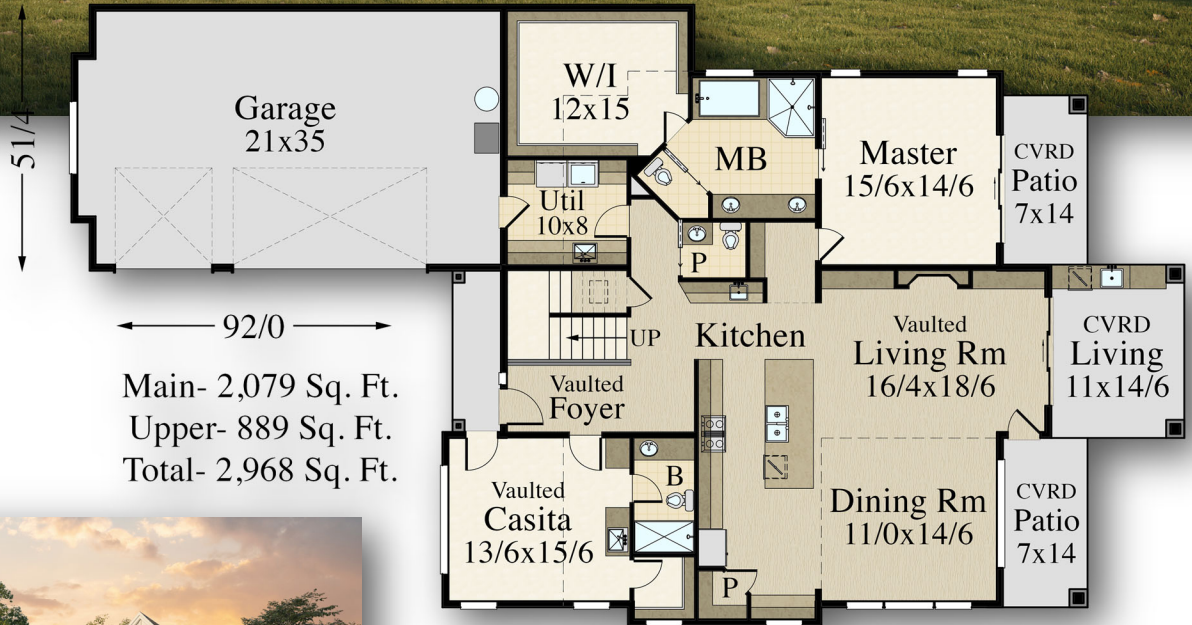 51/4
Garage
21x35
W/I
12x15
MB
Master
15/6x14/6
CVRD
Patio
7x14
Util
10x8
P
92/0
Main- 2,079 Sq. Ft.
Upper- 889 Sq. Ft.
Total- 2,968 Sq. Ft.
UP
Kitchen
Vaulted
Living Rm
16/4x18/6
CVRD
Living
11x14/6
Vaulted
Foyer
Vaulted
Casita
13/6x15/6
B
Dining Rm
11/0x14/6
CVRD
Patio
7x14
P